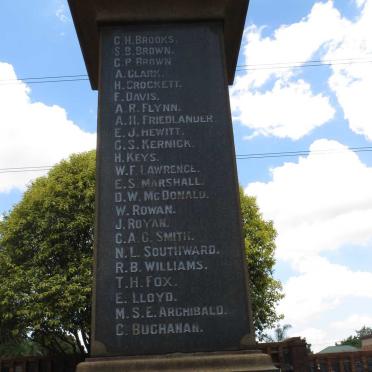 C.H. BROOKS.
S.B. BROWN.
C.P. BROWN
A. CLARK.
H. CROCKETT.
F. DAVIS.
A.R. FLYNN.
A.H. FRIEDLANDER
E.J. HEWITT.
C.S. KERNICK.
H. KEYS.
W.F. LAWRENCE.
E.S. MARSHALL.
D.W. MCDONALD.
W. ROWAN.
J. ROYAN.
C.A.G. SMITH.
N.L. SOUTHWARD.
R.B. WILLIAMS.
T.H. FOX.
E. LLOYD.
M.S.E. ARCHIBALD.
C. BUCHANAN.